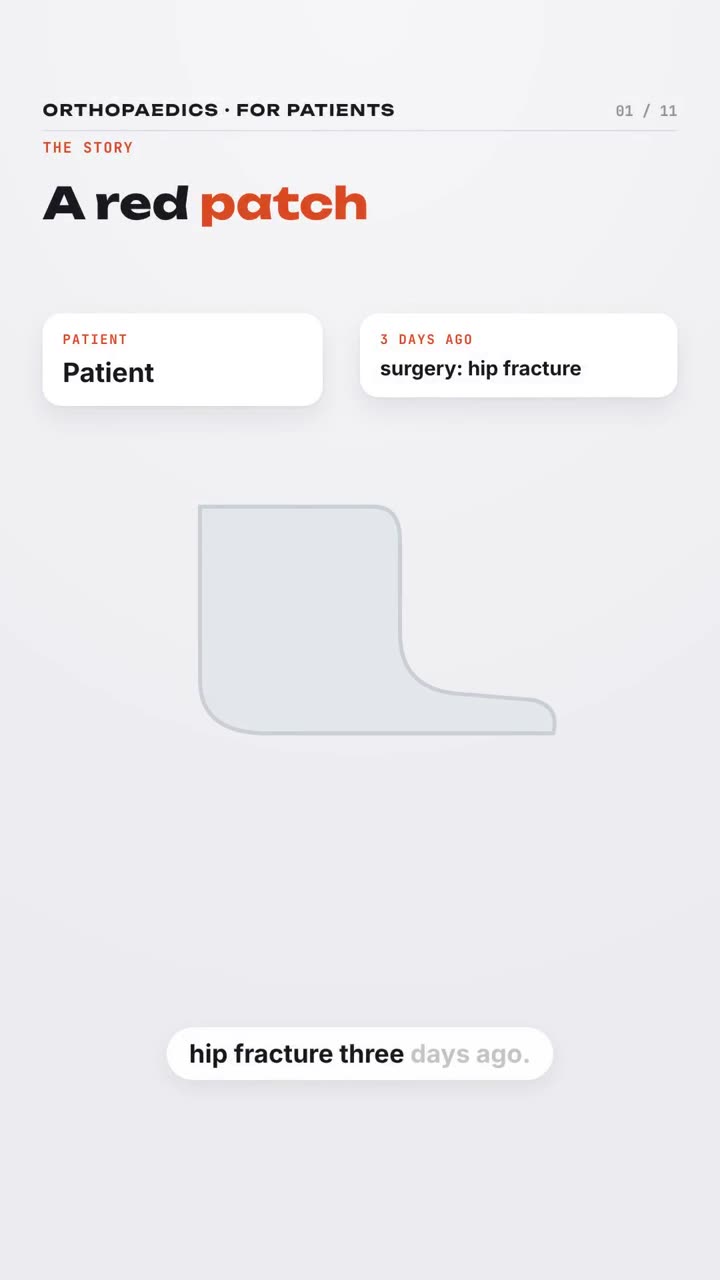 ORTHOPAEDICS · FOR PATIENTS
01 / 11
THE STORY
A red patch
PATIENT
Patient
3 DAYS AGO
surgery: hip fracture
hip fracture three days ago.